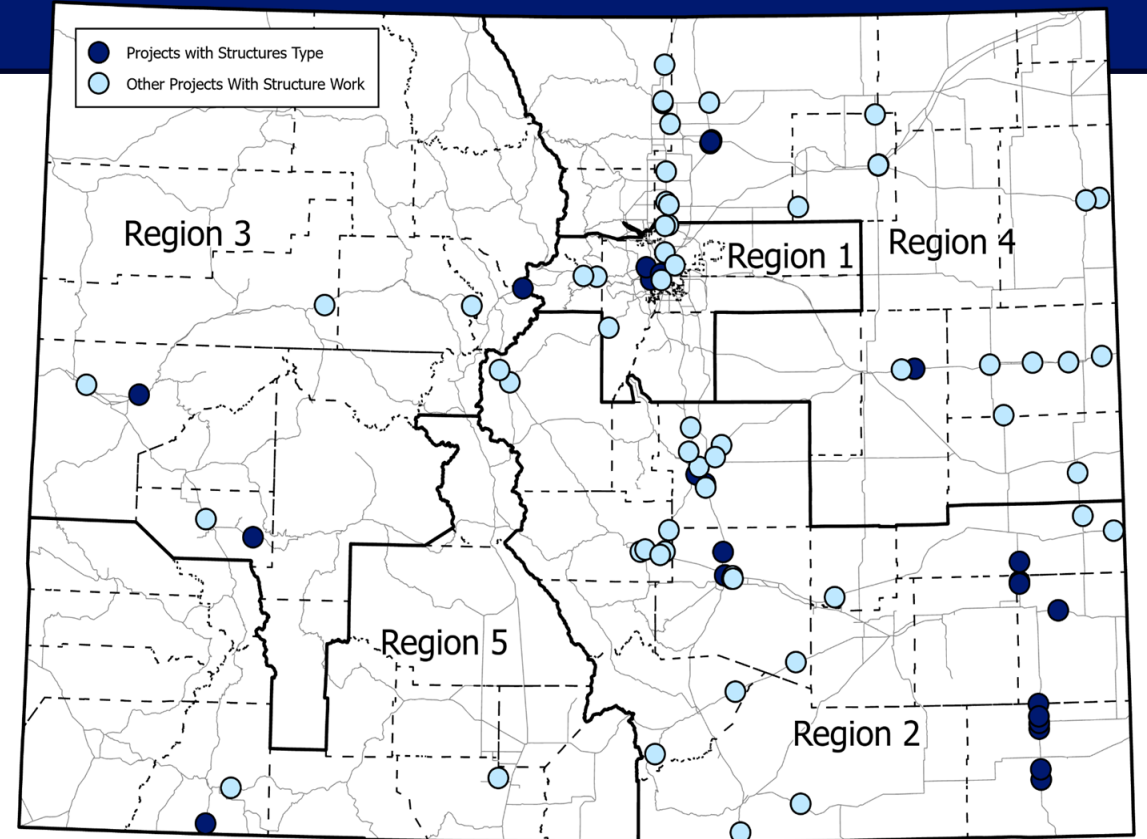 Projects with Structures Type
Other Projects With Structure Work
Region 3
Region 1
Region 4
Region 5
Region 2